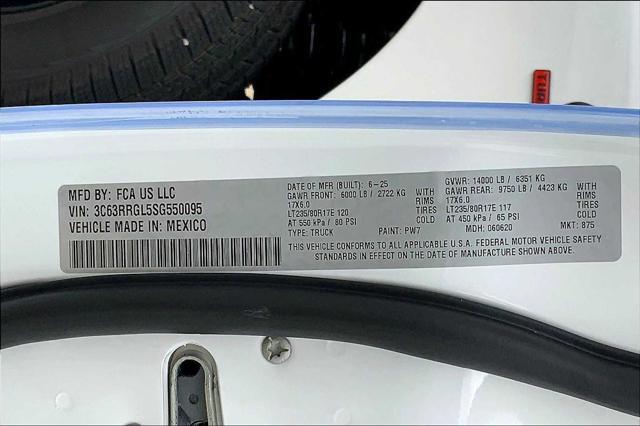 TUR
MFD BY: FCA US LLC
VIN: 3C63RRGL5SG550095
VEHICLE MADE IN: MEXICO
DATE OF MFR (BUILT): 6-25
GAWR FRONT: 6000 LB / 2722 KG
17X6.0 WITH RIMS
LT235/80R17E 120 TIRES
AT 550 kPa / 80 PSI COLD
TYPE: TRUCK PAINT: PW7
GVWR: 14000 LB / 6351 KG
GAWR REAR: 9750 LB / 4423 KG
17X6.0 WITH RIMS
LT235/80R17E 117 TIRES
AT 450 kPa / 65 PSI COLD
MDH: 060620 MKT: 875
THIS VEHICLE CONFORMS TO ALL APPLICABLE U.S.A. FEDERAL MOTOR VEHICLE SAFETY
STANDARDS IN EFFECT ON THE DATE OF MANUFACTURE SHOWN ABOVE.